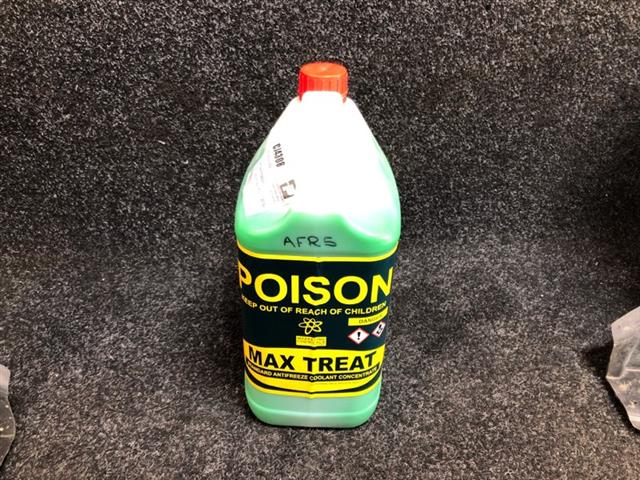 AFR5
POISON
KEEP OUT OF REACH OF CHILDREN
DANGER
MAX TREAT
STANDARD ANTIFREEZE COOLANT CONCENTRATE